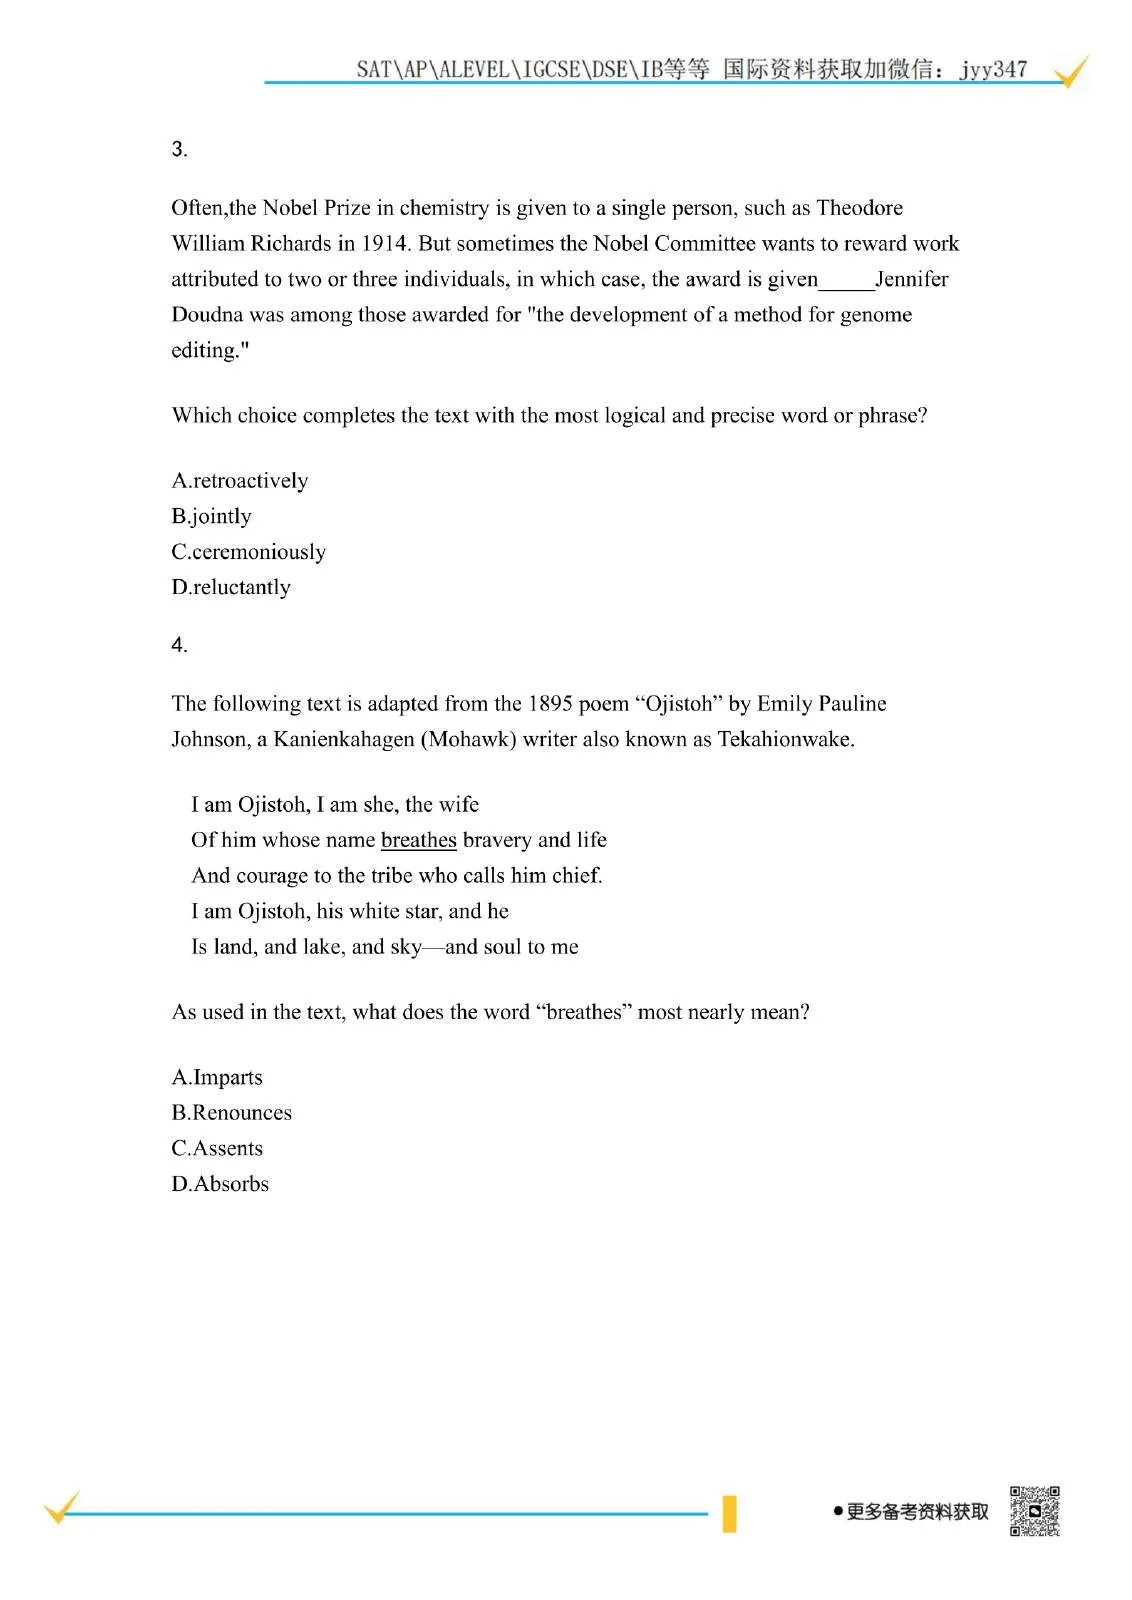 SAT\AP\ALEVEL\IGCSE\DSE\IB等等 国际资料获取加微信：jyy347
3.
Often,the Nobel Prize in chemistry is given to a single person, such as Theodore
William Richards in 1914. But sometimes the Nobel Committee wants to reward work
attributed to two or three individuals, in which case, the award is given_____Jennifer
Doudna was among those awarded for "the development of a method for genome
editing."
Which choice completes the text with the most logical and precise word or phrase?
A.retroactively
B.jointly
C.ceremoniously
D.reluctantly
4.
The following text is adapted from the 1895 poem “Ojistoh” by Emily Pauline
Johnson, a Kanienkahagen (Mohawk) writer also known as Tekahionwake.
I am Ojistoh, I am she, the wife
Of him whose name breathes bravery and life
And courage to the tribe who calls him chief.
I am Ojistoh, his white star, and he
Is land, and lake, and sky—and soul to me
As used in the text, what does the word “breathes” most nearly mean?
A.Imparts
B.Renounces
C.Assents
D.Absorbs
•更多备考资料获取